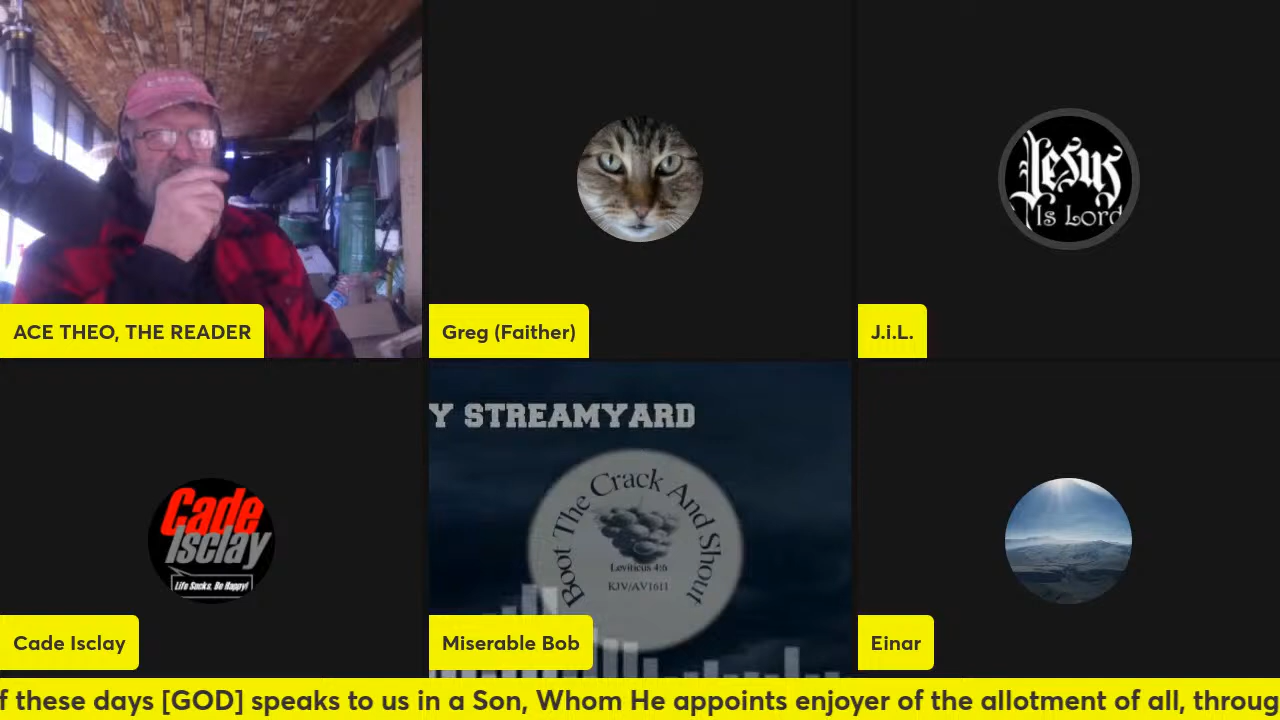 ACE THEO, THE READER
Greg (Faither)
Jesus
Is Lord
J.i.L.
Cade
Isclay
Life Sucks, Be Happy!
Cade Isclay
Y STREAMYARD
Boot The Crack And Shout
Leviticus 4:6
KJV/AV1611
Miserable Bob
Einar
f these days [GOD] speaks to us in a Son, Whom He appoints enjoyer of the allotment of all, throug